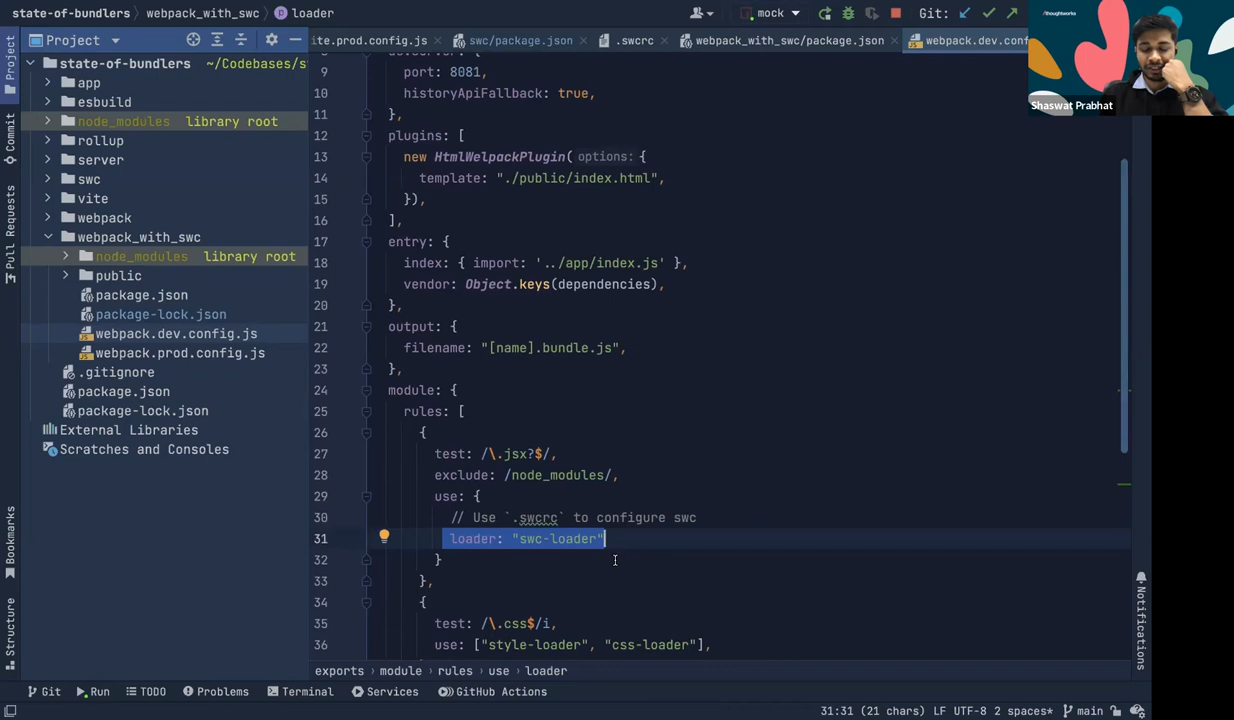 state-of-bundlers
webpack_with_swc
loader
mock
Git:
Project
ite.prod.config.js
swc/package.json
.swcrc
webpack_with_swc/package.json
webpack.dev.conf
thoughtworks
Shaswat Prabhat
Project
Commit
Pull Requests
Bookmarks
Structure
state-of-bundlers ~/Codebases/s
app
esbuild
node_modules library root
rollup
server
swc
vite
webpack
webpack_with_swc
node_modules library root
public
package.json
package-lock.json
webpack.dev.config.js
webpack.prod.config.js
.gitignore
package.json
package-lock.json
External Libraries
Scratches and Consoles
9 port: 8081,
10 historyApiFallback: true,
11 },
12 plugins: [
13 new HtmlWelpackPlugin( options: {
14 template: "./public/index.html",
15 }),
16 ],
17 entry: {
18 index: { import: '../app/index.js' },
19 vendor: Object.keys(dependencies),
20 },
21 output: {
22 filename: "[name].bundle.js",
23 },
24 module: {
25 rules: [
26 {
27 test: /\.jsx?$/,
28 exclude: /node_modules/,
29 use: {
30 // Use `.swcrc` to configure swc
31 loader: "swc-loader"
32 }
33 },
34 {
35 test: /\.css$/i,
36 use: ["style-loader", "css-loader"],
exports module rules use loader
Notifications
Git Run TODO Problems Terminal Services GitHub Actions
31:31 (21 chars) LF UTF-8 2 spaces* main